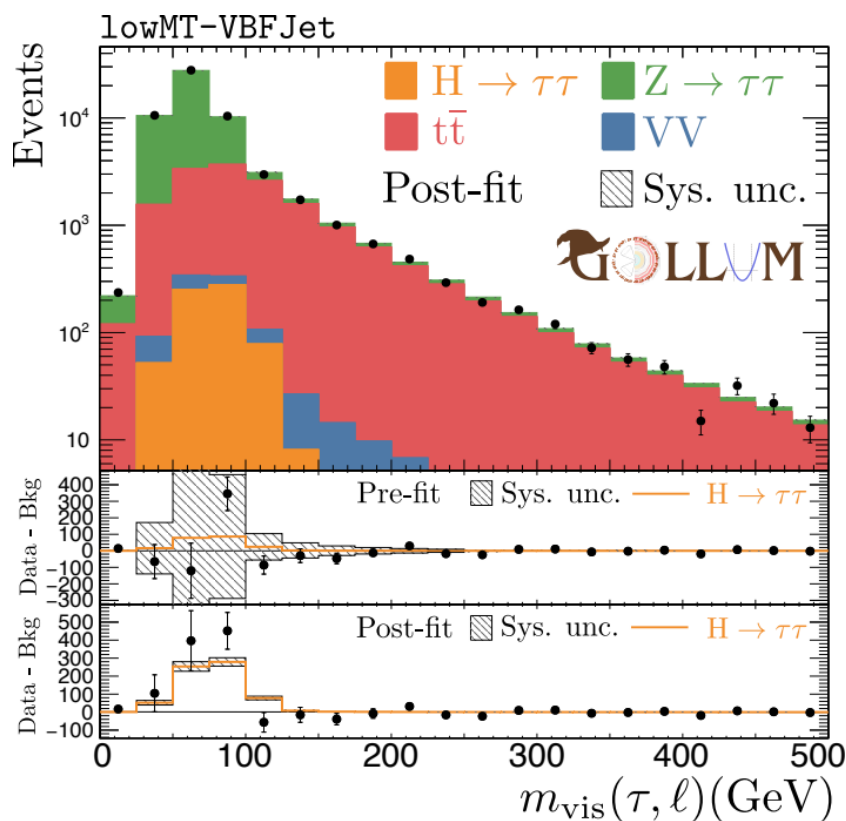 lowMT-VBFJet
Events
H → ττ
Z → ττ
tt̄
VV
Post-fit
Sys. unc.
GOLLUM
10⁴
10³
10²
10
Data - Bkg
Pre-fit
Sys. unc.
H → ττ
400
300
200
100
0
−100
−200
-300
Data - Bkg
Post-fit
Sys. unc.
H → ττ
500
400
300
200
100
0
−100
0
100
200
300
400
500
m_vis(τ, ℓ)(GeV)